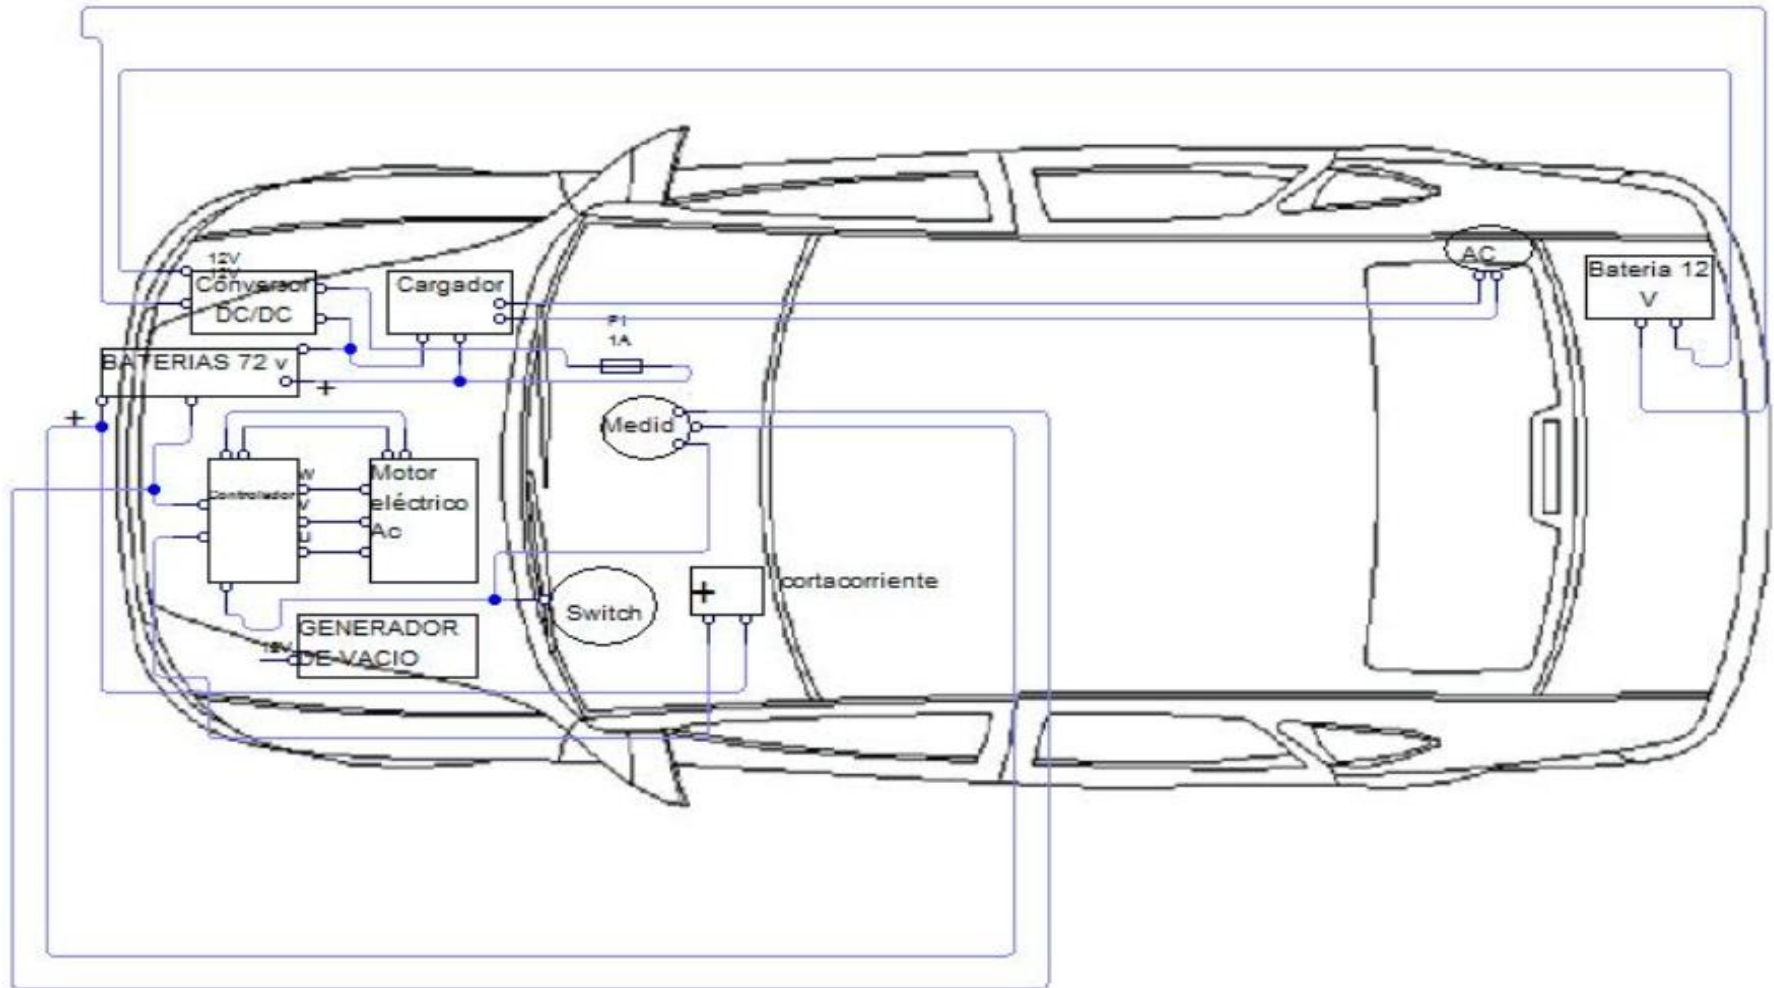 12V
12V
Conversor
DC/DC
Cargador
AC
Bateria 12
V
F1
1A
BATERIAS 72 v
+
+
Medid
Controlador
w
v
u
Motor
eléctrico
Ac
Switch
+
cortacorriente
GENERADOR
DE VACIO
12V